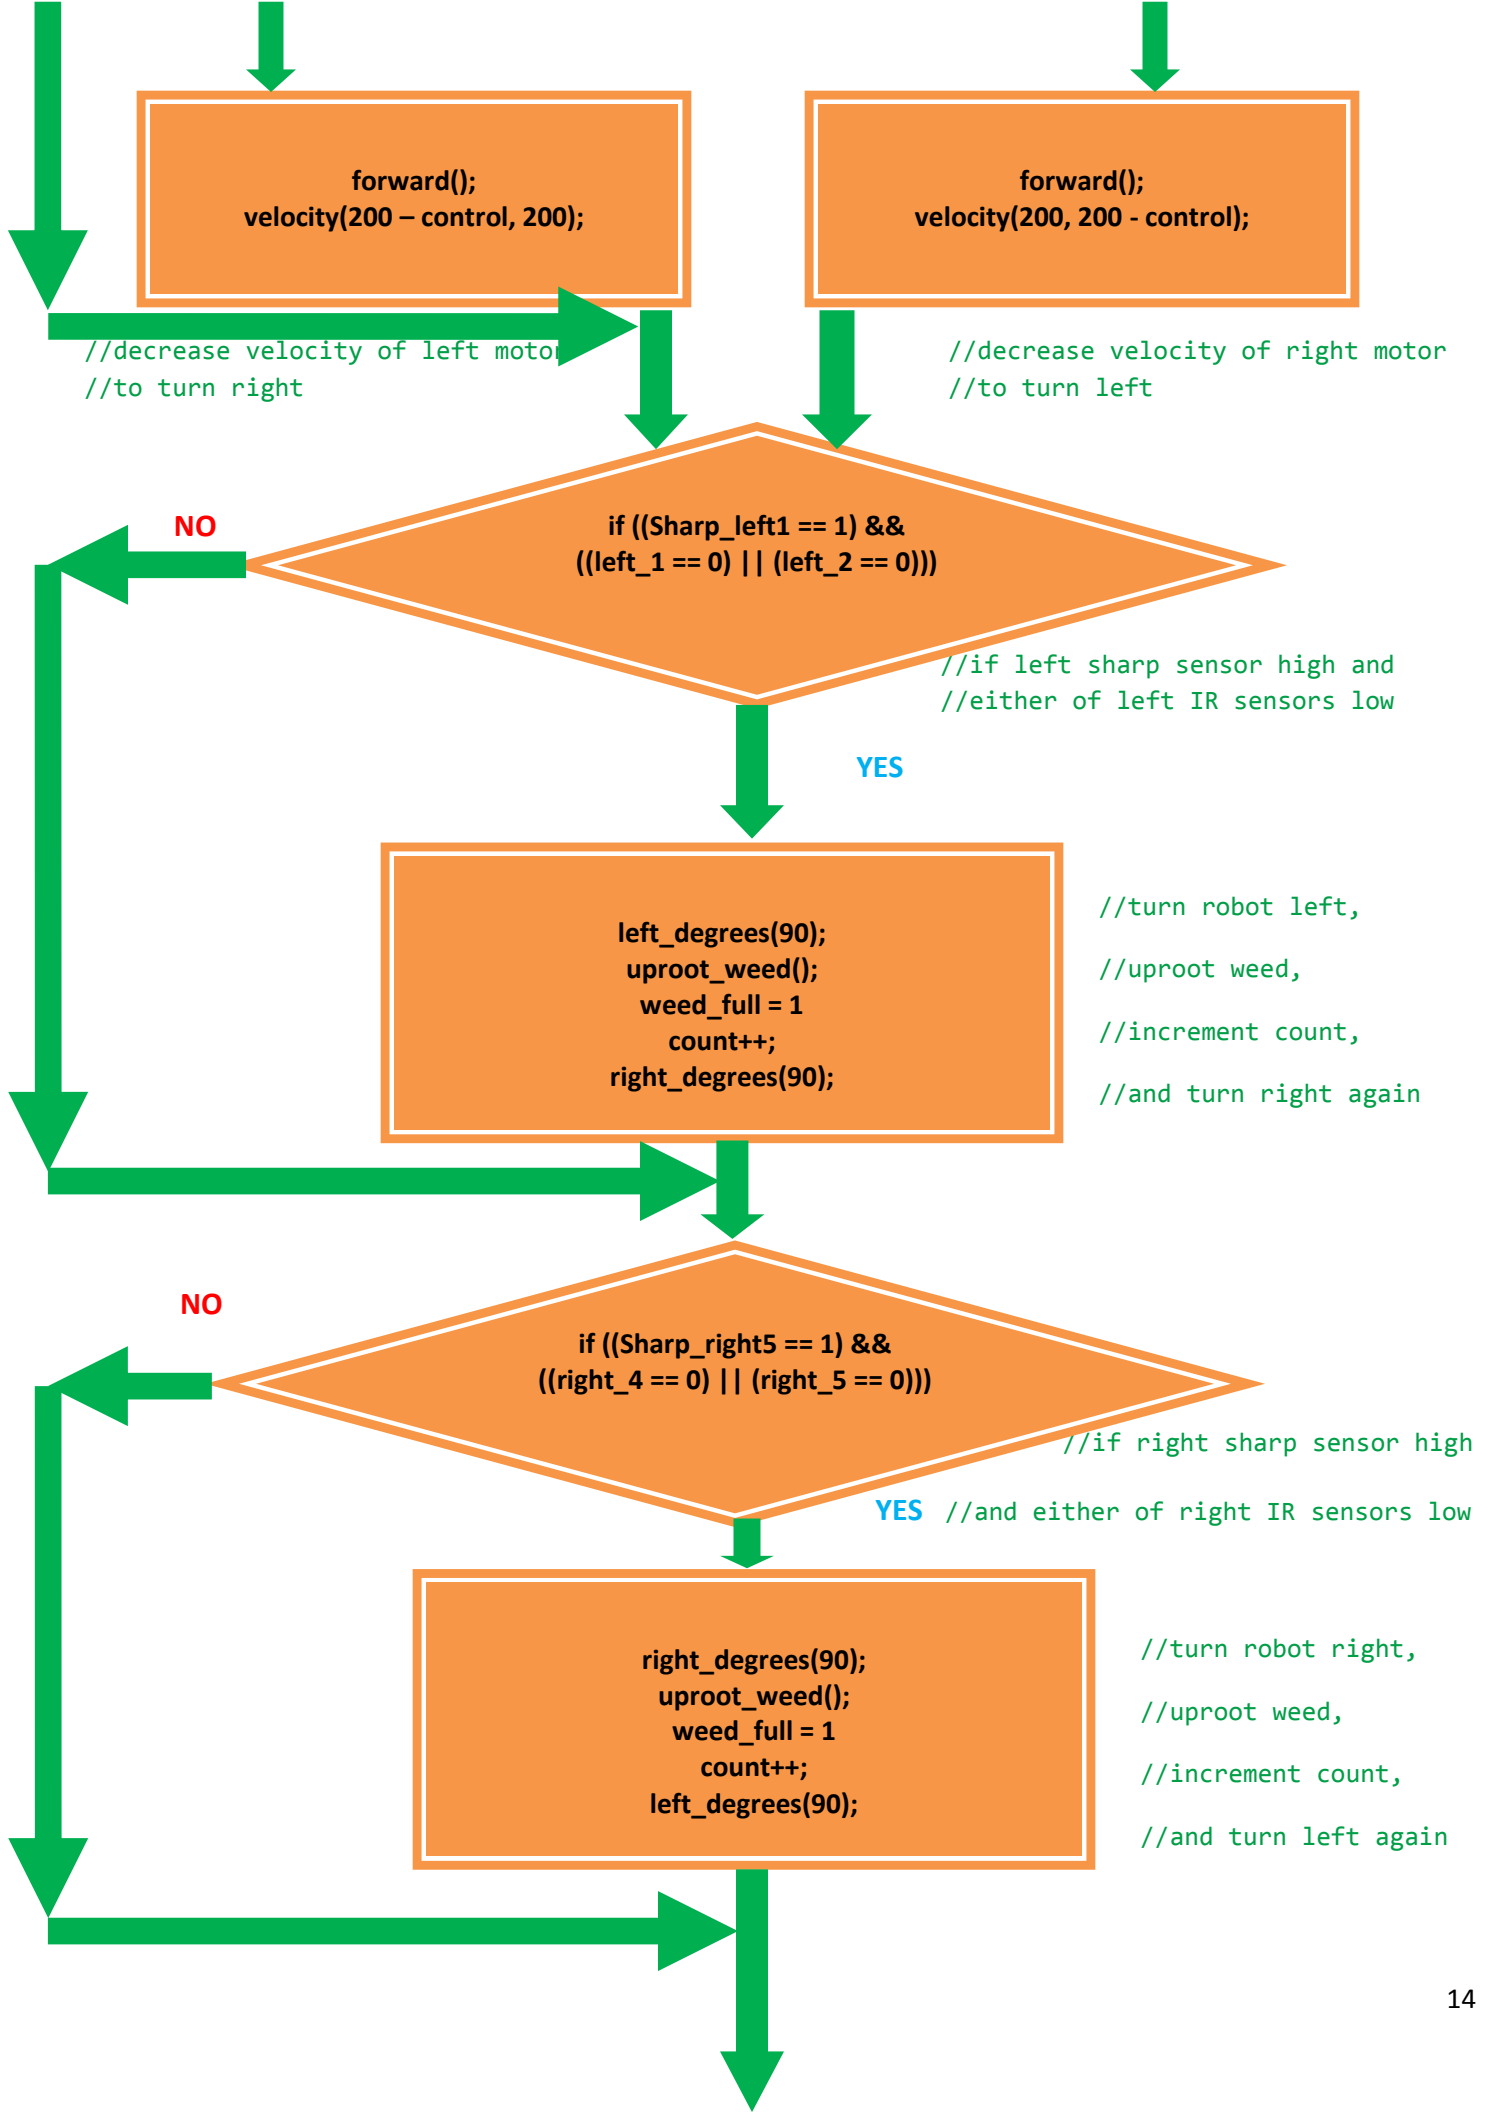 forward();
velocity(200 – control, 200);
forward();
velocity(200, 200 - control);
//decrease velocity of left motor
//to turn right
//decrease velocity of right motor
//to turn left
NO
if ((Sharp_left1 == 1) &&
((left_1 == 0) || (left_2 == 0)))
//if left sharp sensor high and
//either of left IR sensors low
YES
left_degrees(90);
uproot_weed();
weed_full = 1
count++;
right_degrees(90);
//turn robot left,
//uproot weed,
//increment count,
//and turn right again
NO
if ((Sharp_right5 == 1) &&
((right_4 == 0) || (right_5 == 0)))
//if right sharp sensor high
YES //and either of right IR sensors low
right_degrees(90);
uproot_weed();
weed_full = 1
count++;
left_degrees(90);
//turn robot right,
//uproot weed,
//increment count,
//and turn left again
14